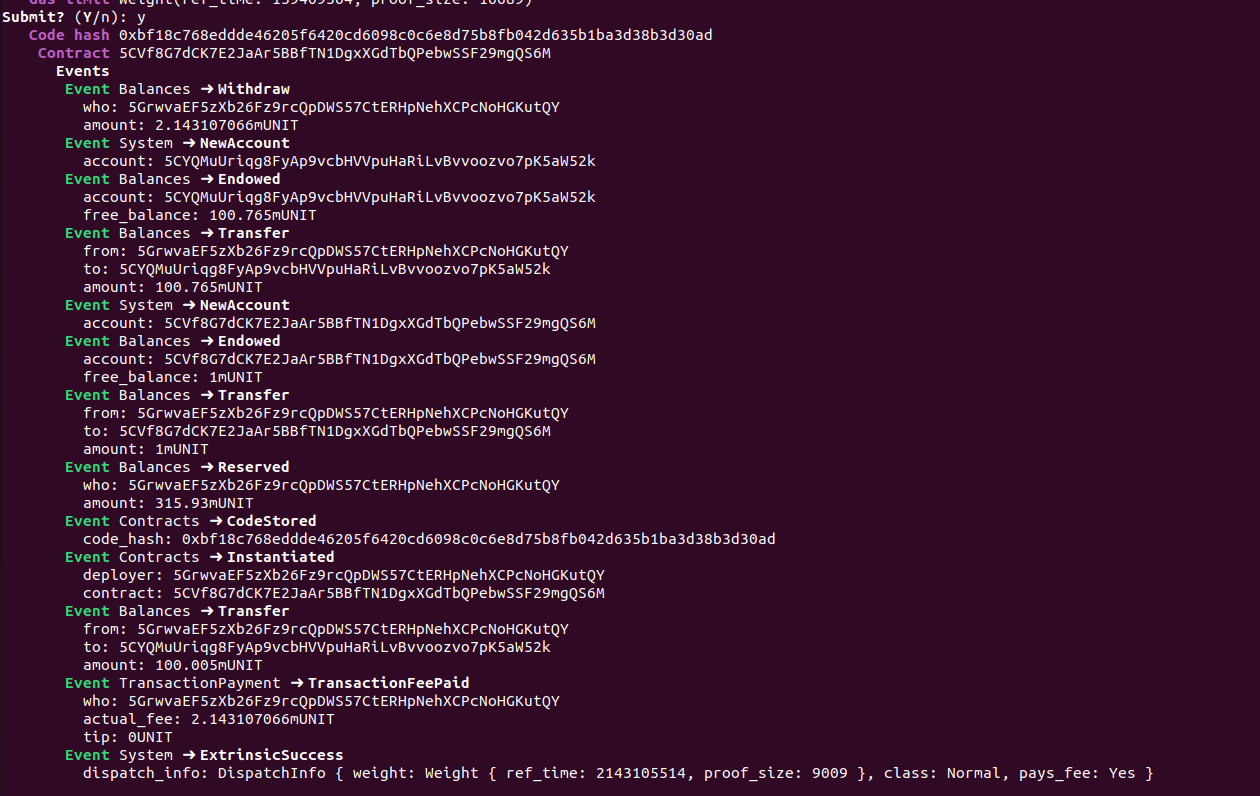 Gas limit Weight(ref_time: 159409304, proof_size: 10689)
Submit? (Y/n): y
Code hash 0xbf18c768eddde46205f6420cd6098c0c6e8d75b8fb042d635b1ba3d38b3d30ad
Contract 5CVf8G7dCK7E2JaAr5BBfTN1DgxXGdTbQPebwSSF29mgQS6M
Events
Event Balances ➜ Withdraw
who: 5GrwvaEF5zXb26Fz9rcQpDWS57CtERHpNehXCPcNoHGKutQY
amount: 2.143107066mUNIT
Event System ➜ NewAccount
account: 5CYQMuUriqg8FyAp9vcbHVVpuHaRiLvBvvoozvo7pK5aW52k
Event Balances ➜ Endowed
account: 5CYQMuUriqg8FyAp9vcbHVVpuHaRiLvBvvoozvo7pK5aW52k
free_balance: 100.765mUNIT
Event Balances ➜ Transfer
from: 5GrwvaEF5zXb26Fz9rcQpDWS57CtERHpNehXCPcNoHGKutQY
to: 5CYQMuUriqg8FyAp9vcbHVVpuHaRiLvBvvoozvo7pK5aW52k
amount: 100.765mUNIT
Event System ➜ NewAccount
account: 5CVf8G7dCK7E2JaAr5BBfTN1DgxXGdTbQPebwSSF29mgQS6M
Event Balances ➜ Endowed
account: 5CVf8G7dCK7E2JaAr5BBfTN1DgxXGdTbQPebwSSF29mgQS6M
free_balance: 1mUNIT
Event Balances ➜ Transfer
from: 5GrwvaEF5zXb26Fz9rcQpDWS57CtERHpNehXCPcNoHGKutQY
to: 5CVf8G7dCK7E2JaAr5BBfTN1DgxXGdTbQPebwSSF29mgQS6M
amount: 1mUNIT
Event Balances ➜ Reserved
who: 5GrwvaEF5zXb26Fz9rcQpDWS57CtERHpNehXCPcNoHGKutQY
amount: 315.93mUNIT
Event Contracts ➜ CodeStored
code_hash: 0xbf18c768eddde46205f6420cd6098c0c6e8d75b8fb042d635b1ba3d38b3d30ad
Event Contracts ➜ Instantiated
deployer: 5GrwvaEF5zXb26Fz9rcQpDWS57CtERHpNehXCPcNoHGKutQY
contract: 5CVf8G7dCK7E2JaAr5BBfTN1DgxXGdTbQPebwSSF29mgQS6M
Event Balances ➜ Transfer
from: 5GrwvaEF5zXb26Fz9rcQpDWS57CtERHpNehXCPcNoHGKutQY
to: 5CYQMuUriqg8FyAp9vcbHVVpuHaRiLvBvvoozvo7pK5aW52k
amount: 100.005mUNIT
Event TransactionPayment ➜ TransactionFeePaid
who: 5GrwvaEF5zXb26Fz9rcQpDWS57CtERHpNehXCPcNoHGKutQY
actual_fee: 2.143107066mUNIT
tip: 0UNIT
Event System ➜ ExtrinsicSuccess
dispatch_info: DispatchInfo { weight: Weight { ref_time: 2143105514, proof_size: 9009 }, class: Normal, pays_fee: Yes }